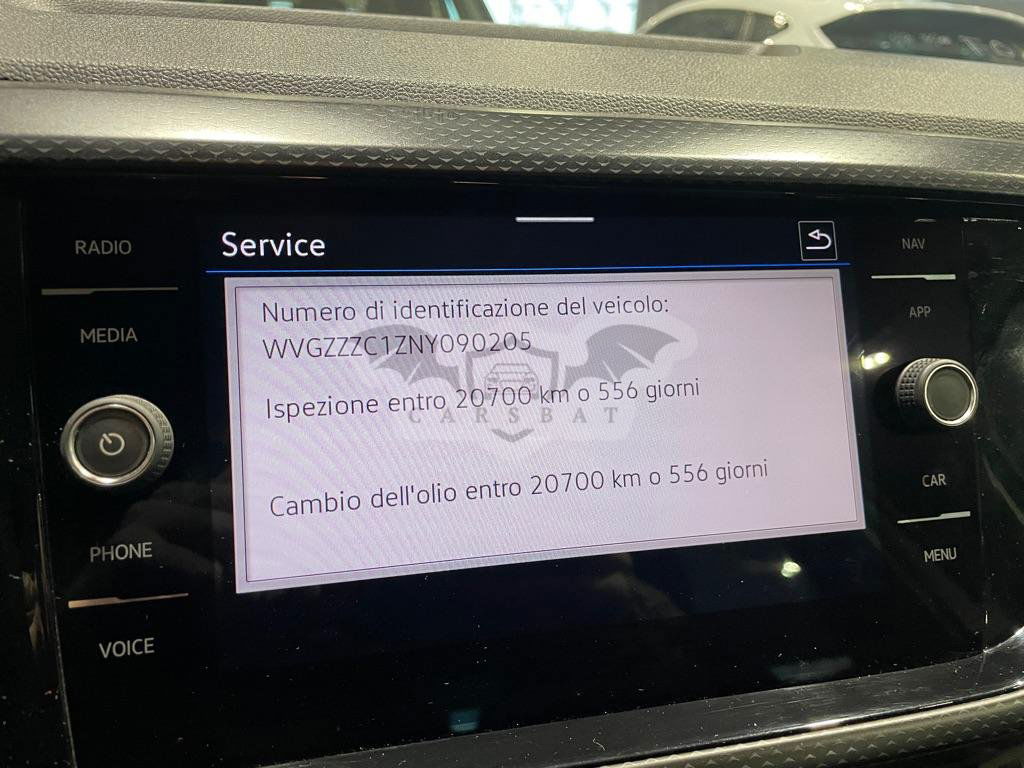 RADIO
MEDIA
PHONE
VOICE
Service
Numero di identificazione del veicolo:
WVGZZZC1ZNY090205
Ispezione entro 20700 km o 556 giorni
CARSBAT
Cambio dell'olio entro 20700 km o 556 giorni
NAV
APP
CAR
MENU